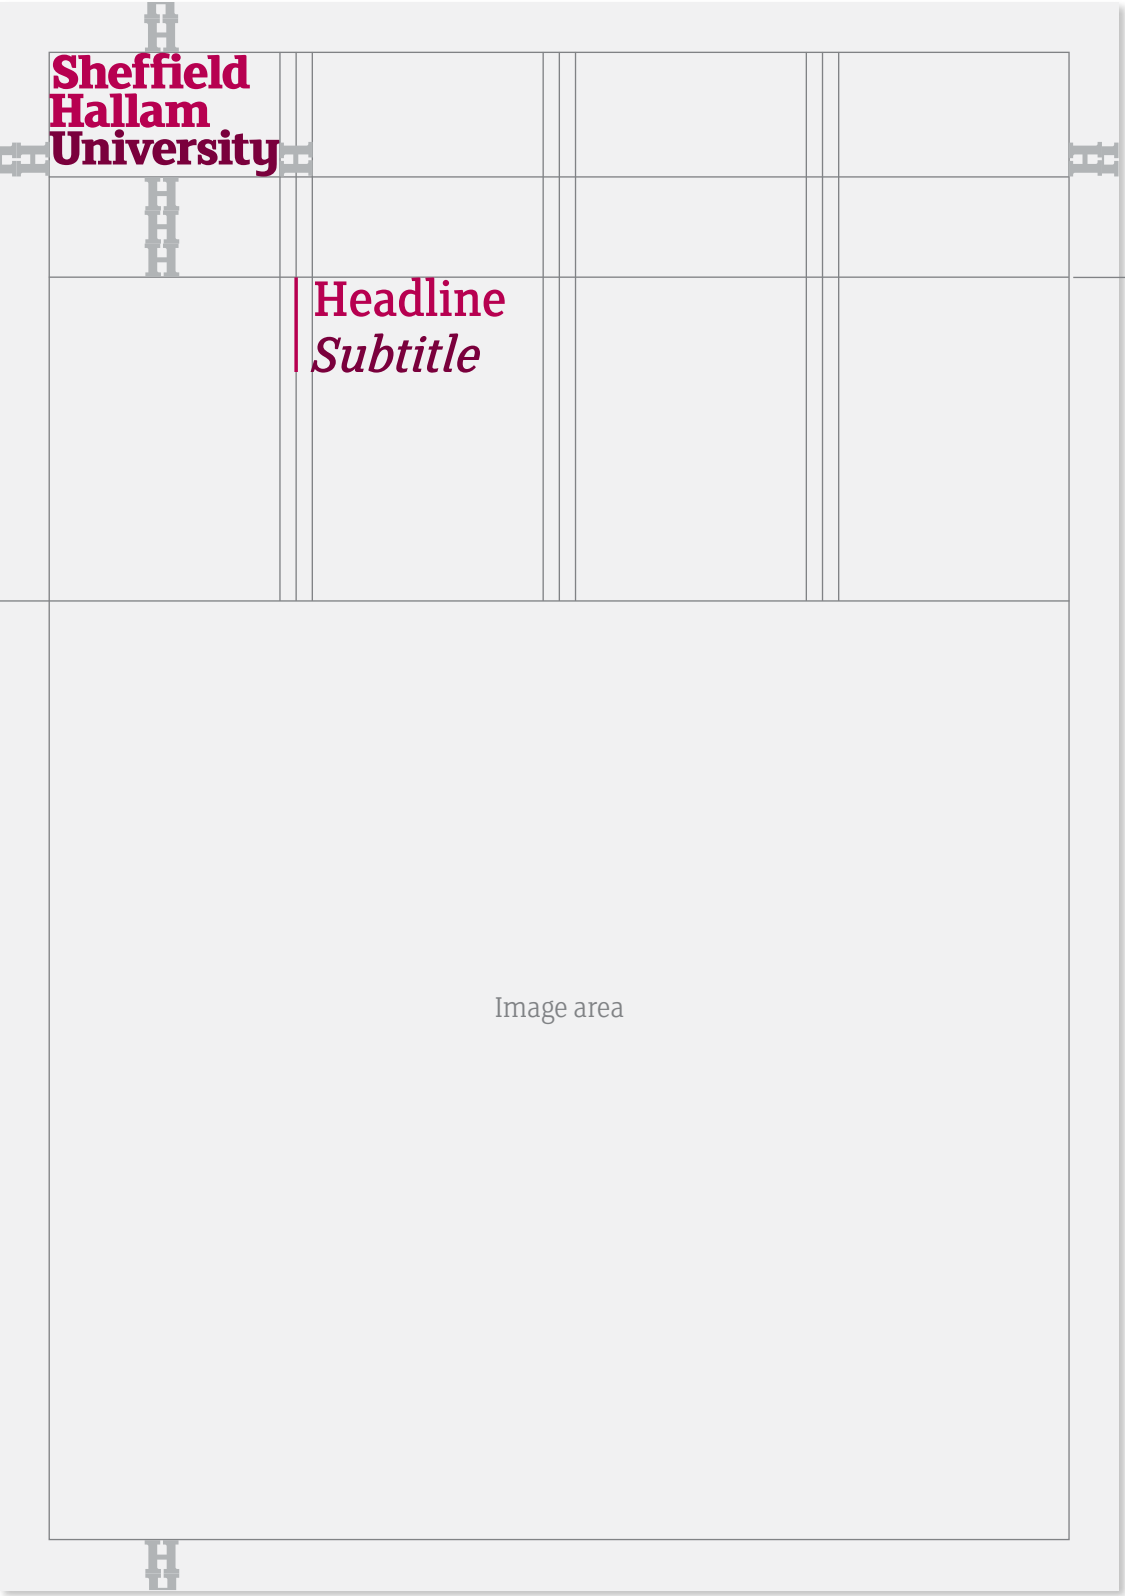 Sheffield
Hallam
University
Headline
Subtitle
Image area